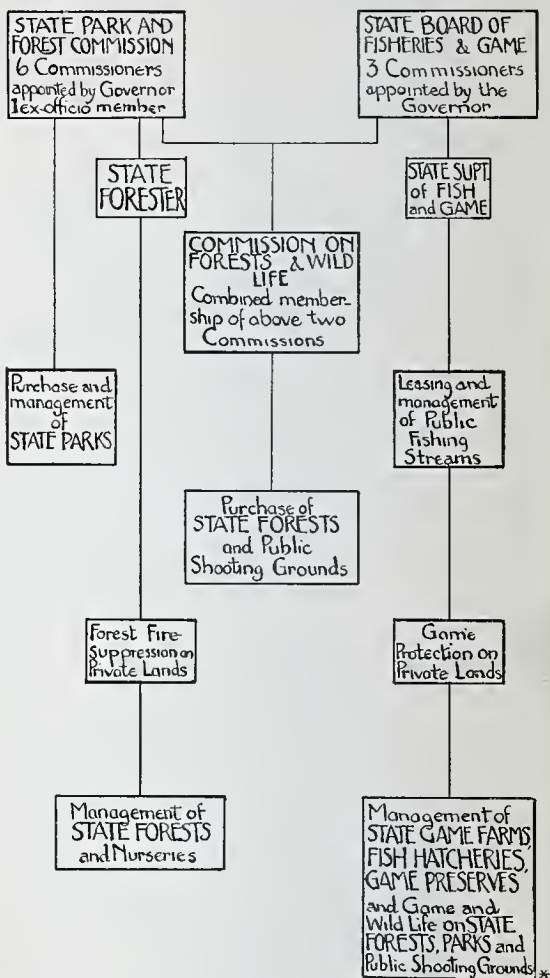 STATE PARK AND
FOREST COMMISSION
6 Commissioners
appointed by Governor
1 ex-officio member
STATE BOARD OF
FISHERIES & GAME
3 Commissioners
appointed by the
Governor
STATE
FORESTER
STATE SUPT.
of FISH
and GAME
COMMISSION ON
FORESTS & WILD
LIFE
Combined member-
ship of above two
Commissions
Purchase and
management
of
STATE PARKS
Leasing and
management
of Public
Fishing
Streams
Purchase of
STATE FORESTS
and Public
Shooting Grounds
Forest Fire-
Suppression on
Private Lands
Game
Protection on
Private Lands
Management of
STATE FORESTS
and Nurseries
Management of
STATE GAME FARMS,
FISH HATCHERIES,
GAME PRESERVES
and Game and
Wild Life on STATE
FORESTS, PARKS and
Public Shooting Grounds *